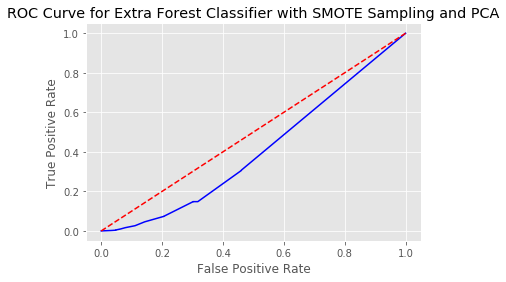 ROC Curve for Extra Forest Classifier with SMOTE Sampling and PCA
1.0
0.8
0.6
0.4
0.2
0.0
True Positive Rate
0.0 0.2 0.4 0.6 0.8 1.0
False Positive Rate